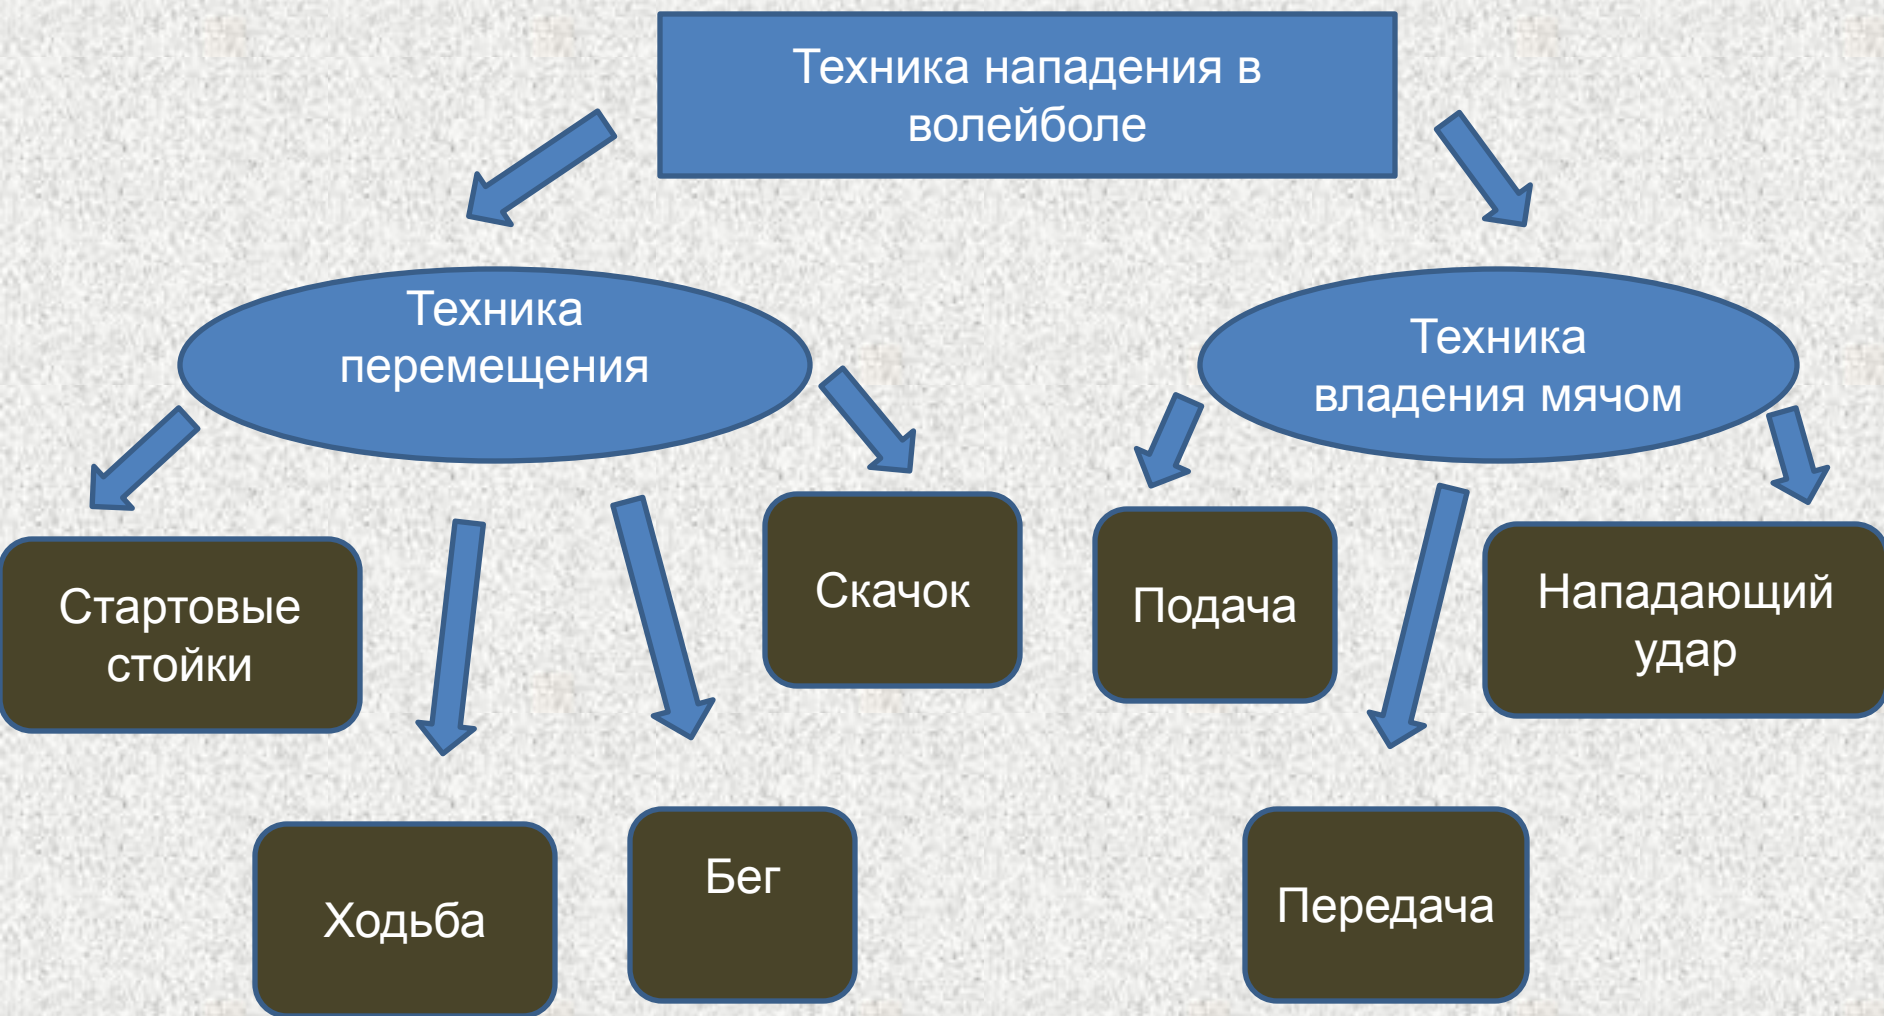 Техника нападения в
волейболе
Техника
перемещения
Техника
владения мячом
Стартовые
стойки
Скачок
Подача
Нападающий
удар
Ходьба
Бег
Передача